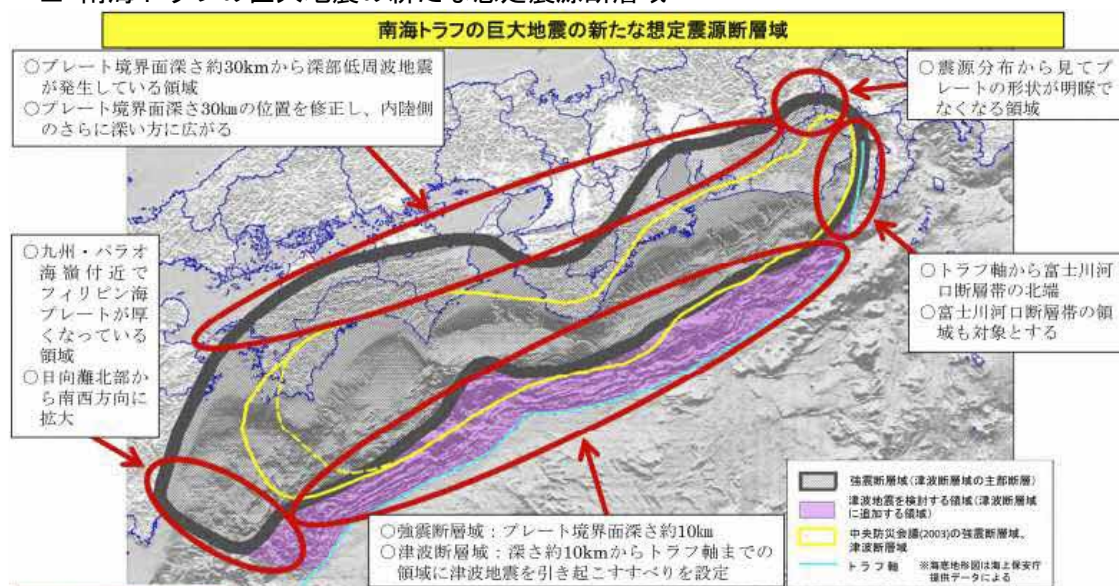 南海トラフの巨大地震の新たな想定震源断層域
○プレート境界面深さ約30kmから深部低周波地震
が発生している領域
○プレート境界面深さ30kmの位置を修正し、内陸側
のさらに深い方に広がる
○震源分布から見てプ
レートの形状が明瞭で
なくなる領域
○九州・パラオ
海嶺付近で
フィリピン海
プレートが厚
くなっている
領域
○日向灘北部か
ら南西方向に
拡大
○トラフ軸から富士川河
口断層帯の北端
○富士川河口断層帯の領
域も対象とする
○強震断層域：プレート境界面深さ約10km
○津波断層域：深さ約10kmからトラフ軸までの
領域に津波地震を引き起こすすべりを設定
強震断層域(津波断層域の主部断層)
津波地震を検討する領域(津波断層域
に追加する領域)
中央防災会議(2003)の強震断層域、
津波断層域
トラフ軸
※海底地形図は海上保安庁
提供データによる